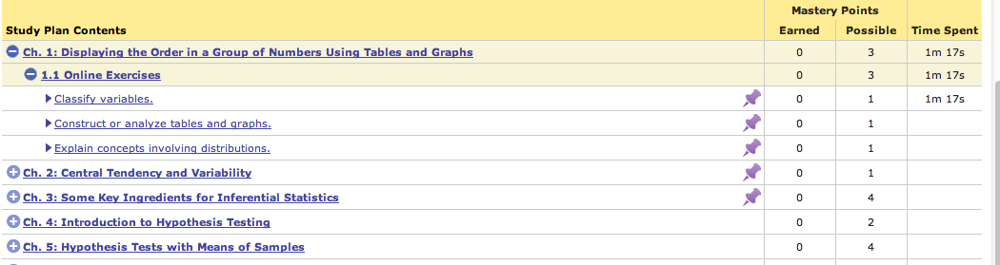 Mastery Points
Study Plan Contents Earned Possible Time Spent
Ch. 1: Displaying the Order in a Group of Numbers Using Tables and Graphs 0 3 1m 17s
1.1 Online Exercises 0 3 1m 17s
Classify variables. 0 1 1m 17s
Construct or analyze tables and graphs. 0 1
Explain concepts involving distributions. 0 1
Ch. 2: Central Tendency and Variability 0 1
Ch. 3: Some Key Ingredients for Inferential Statistics 0 4
Ch. 4: Introduction to Hypothesis Testing 0 2
Ch. 5: Hypothesis Tests with Means of Samples 0 4